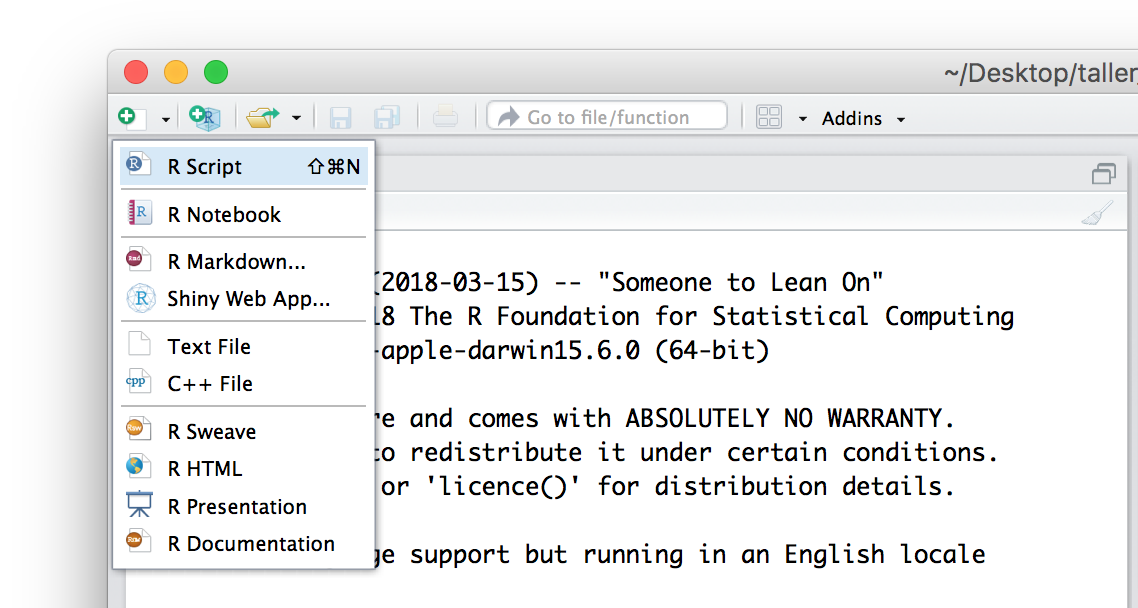 ~/Desktop/taller
Go to file/function
Addins
R Script ⇧⌘N
R Notebook
R Markdown...
Shiny Web App...
Text File
C++ File
R Sweave
R HTML
R Presentation
R Documentation
(2018-03-15) -- "Someone to Lean On"
18 The R Foundation for Statistical Computing
-apple-darwin15.6.0 (64-bit)
re and comes with ABSOLUTELY NO WARRANTY.
to redistribute it under certain conditions.
or 'licence()' for distribution details.
ge support but running in an English locale